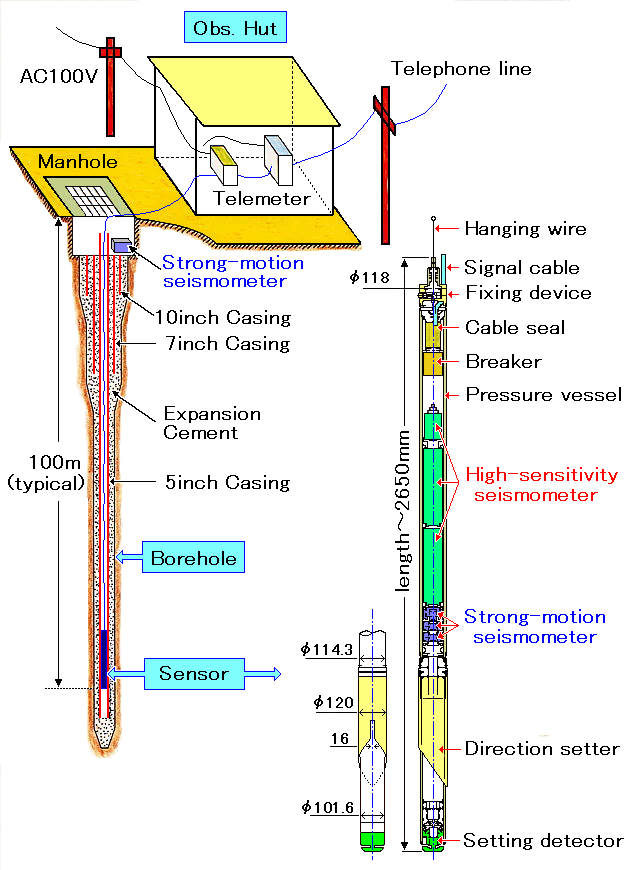 Obs. Hut
AC100V
Telephone line
Manhole
Telemeter
Strong-motion
seismometer
10inch Casing
7inch Casing
Expansion
Cement
100m
(typical)
5inch Casing
Borehole
Sensor
Hanging wire
Signal cable
φ118
Fixing device
Cable seal
Breaker
Pressure vessel
High-sensitivity
seismometer
length～2650mm
Strong-motion
seismometer
φ114.3
φ120
16
Direction setter
φ101.6
Setting detector